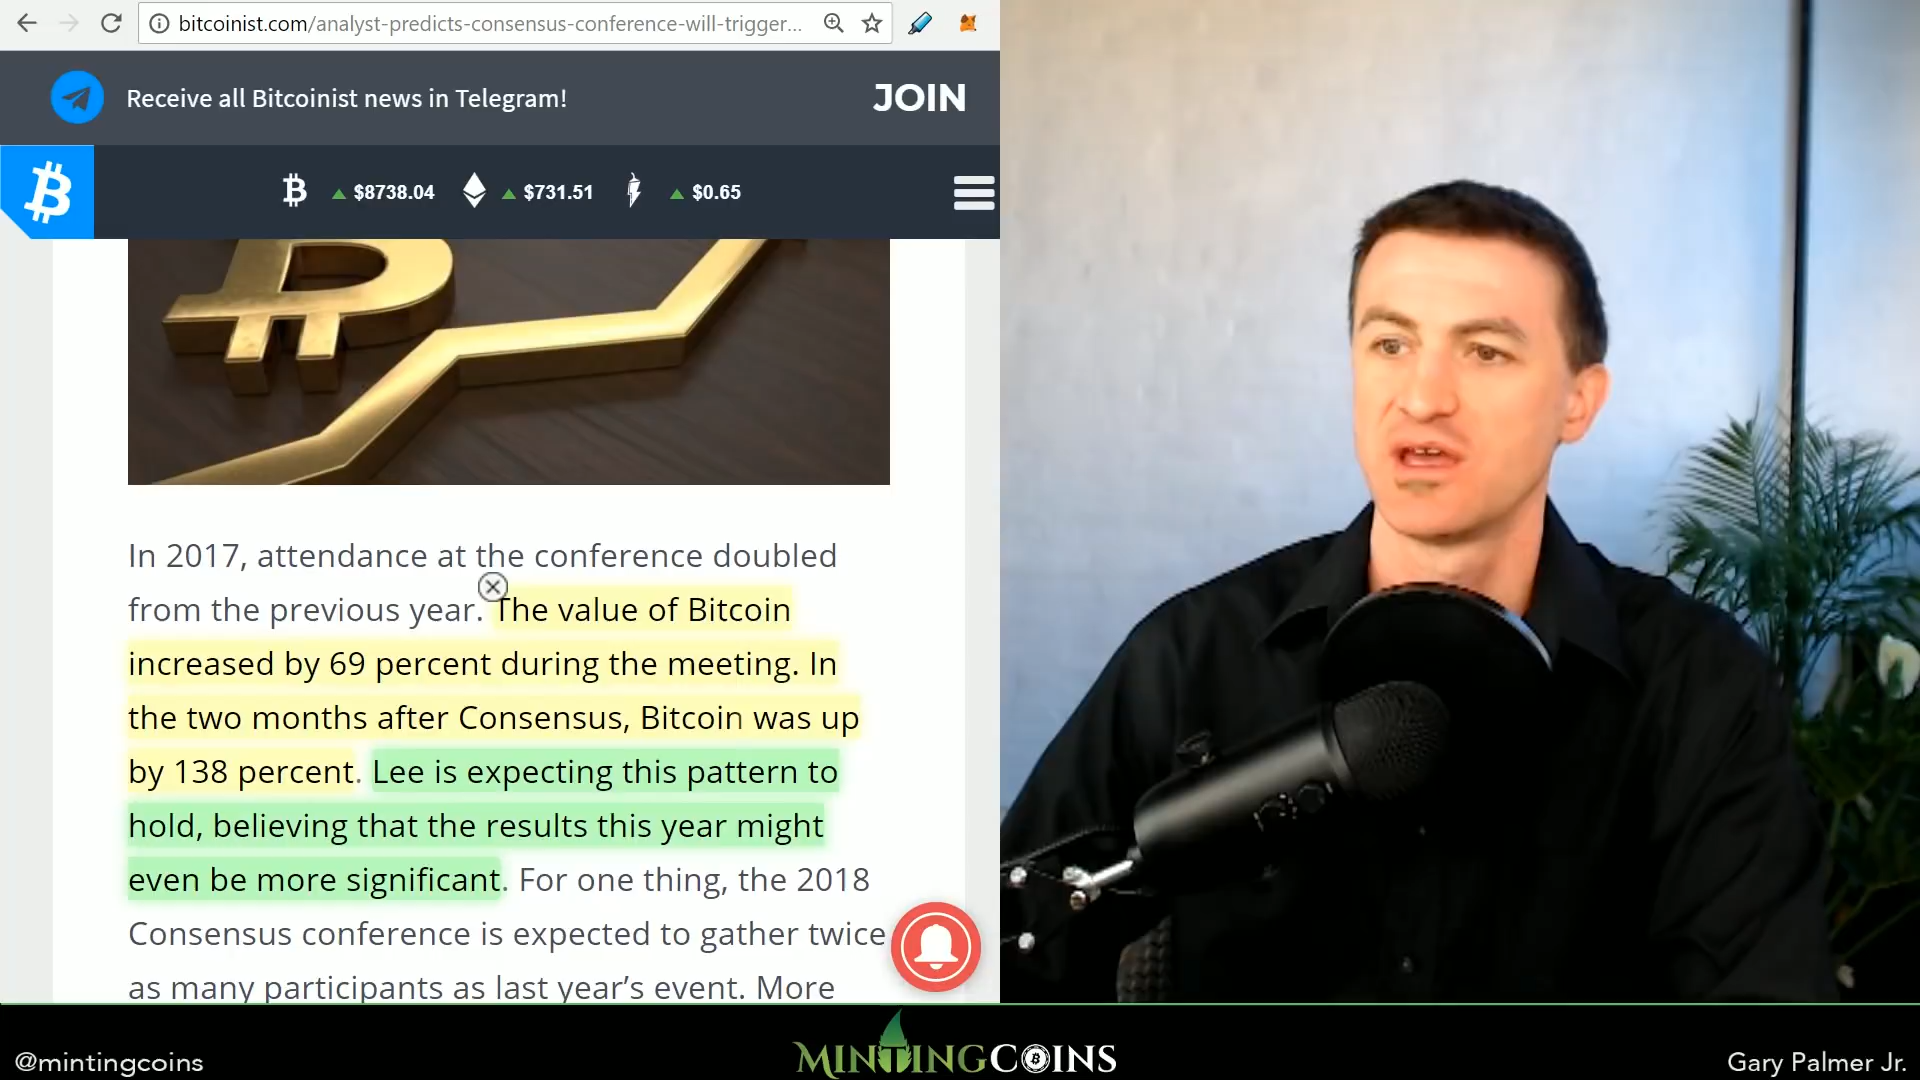 bitcoinist.com/analyst-predicts-consensus-conference-will-trigger...
Receive all Bitcoinist news in Telegram!
JOIN
$8738.04
$731.51
$0.65
In 2017, attendance at the conference doubled
from the previous year. The value of Bitcoin
increased by 69 percent during the meeting. In
the two months after Consensus, Bitcoin was up
by 138 percent. Lee is expecting this pattern to
hold, believing that the results this year might
even be more significant. For one thing, the 2018
Consensus conference is expected to gather twice
as many participants as last year’s event. More
@mintingcoins
MINTINGCOINS
Gary Palmer Jr.